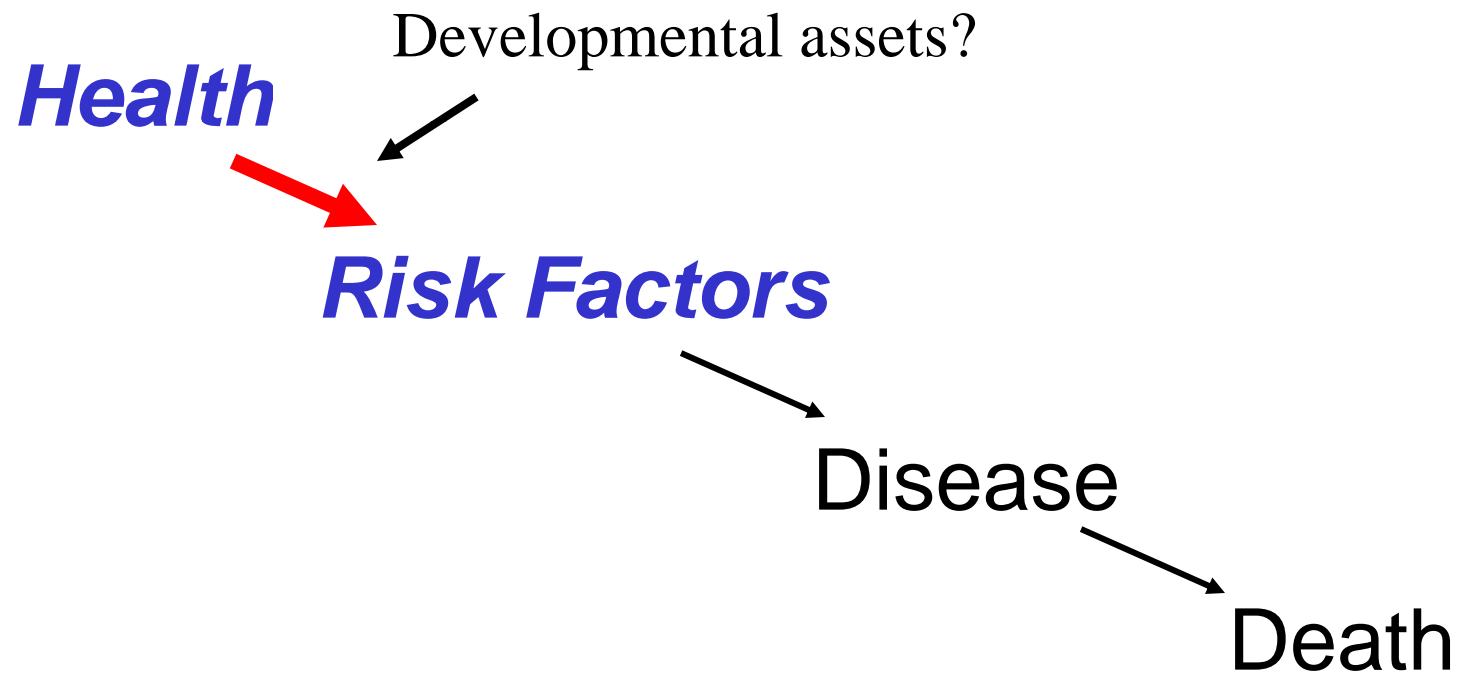 Developmental assets?
Health
Risk Factors
Disease
Death